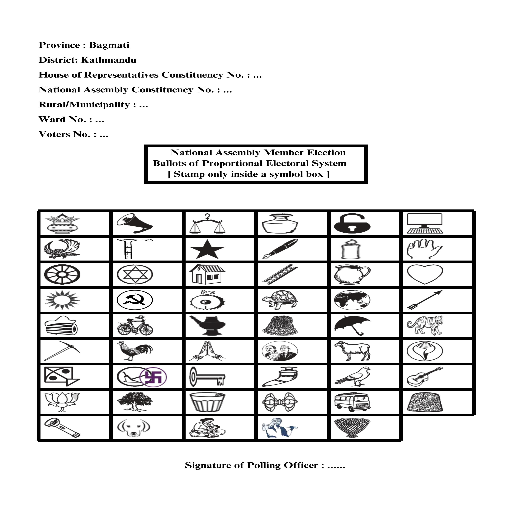 Province : Bagmati
District: Kathmandu
House of Representatives Constituency No. : ...
National Assembly Constituency No. : ...
Rural/Municipality : ...
Ward No. : ...
Voters No. : ...
National Assembly Member Election
Ballots of Proportional Electoral System
[ Stamp only inside a symbol box ]
Signature of Polling Officer : ......